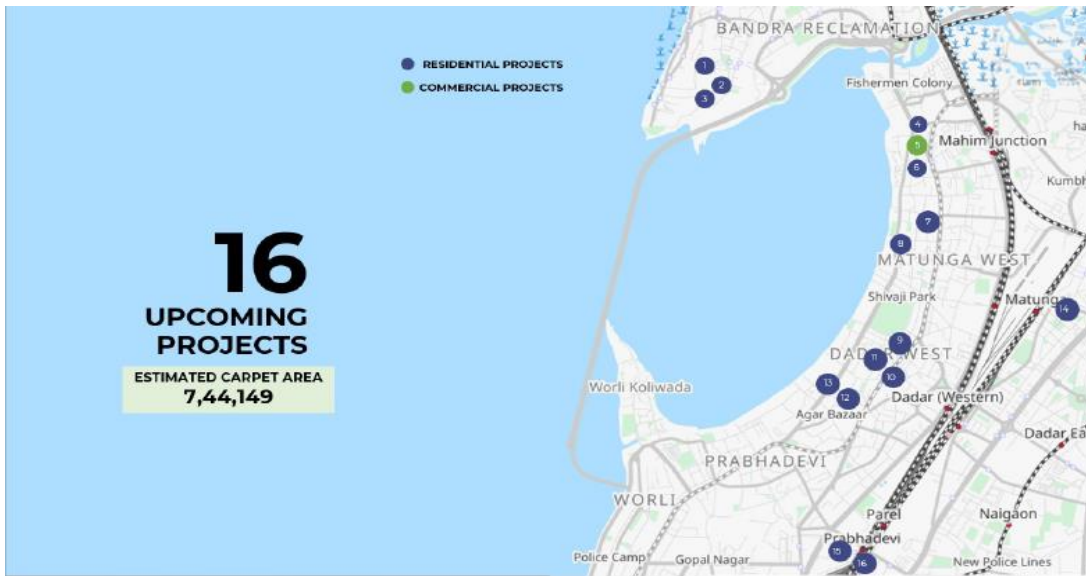 BANDRA RECLAMATION
RESIDENTIAL PROJECTS
COMMERCIAL PROJECTS
Fishermen Colony
1
2
3
4
5
Mahim Junction
6
Kumbh
7
8
MATUNGA WEST
16
UPCOMING
PROJECTS
ESTIMATED CARPET AREA
7,44,149
Shivaji Park
Matunga
14
9
DADAR WEST
11
10
13
12
Worli Koliwada
Dadar (Western)
Agar Bazaar
Dadar Ea
PRABHADEVI
WORLI
Parel
Naigaon
Prabhadevi
15
16
Police Camp
Gopal Nagar
New Police Lines